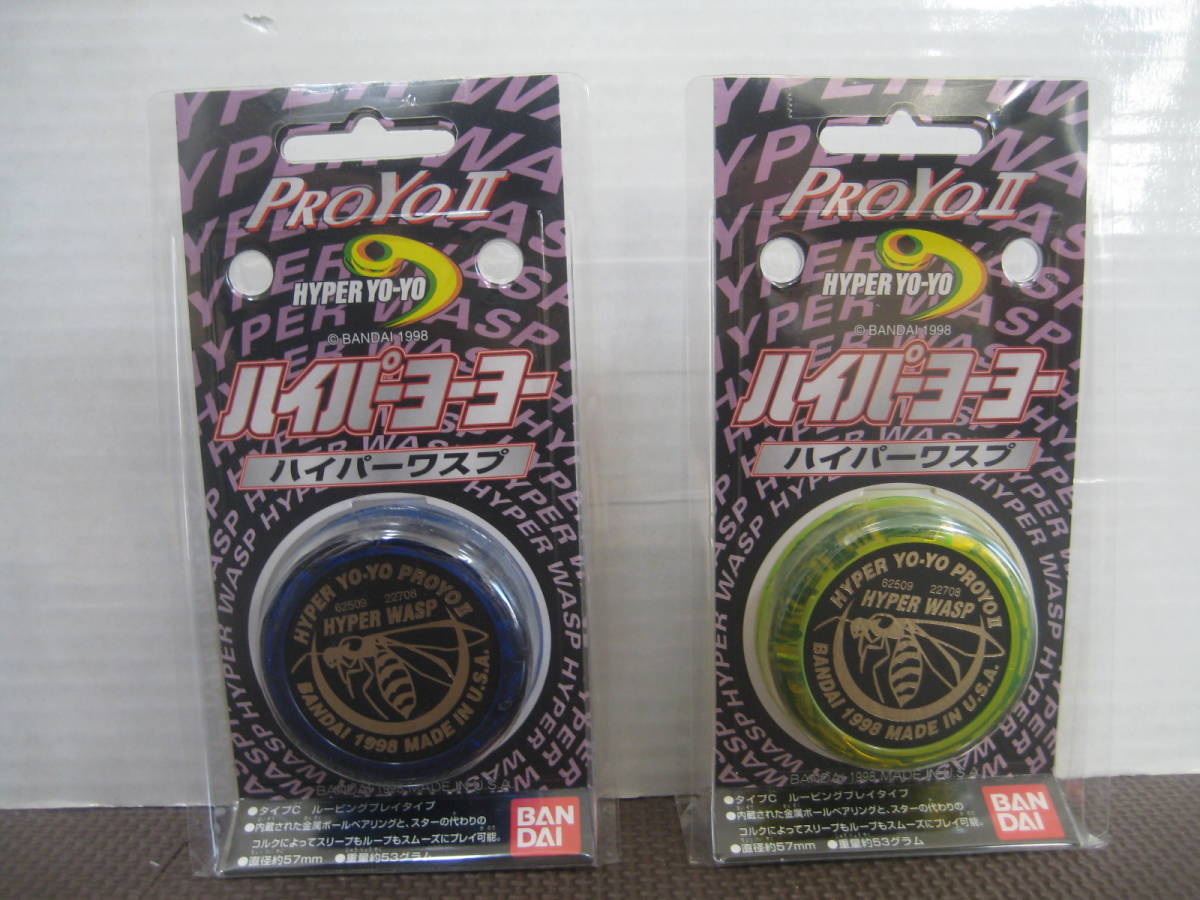 PROYO II
HYPER YO-YO
© BANDAI 1998
ハイパーヨーヨー
ハイパーワスプ
HYPER YO-YO PROYO II
62509 22708
HYPER WASP
BANDAI 1998 MADE IN U.S.A.
BANDAI 1998 MADE IN U.S.A.
●タイプC ルーピングプレイタイプ
●内蔵された金属ボールベアリングと、スターの代わりの
コルクによってスリープもループもスムーズにプレイ可能。
●直径約57mm ●重量約53グラム
BAN
DAI
PROYO II
HYPER YO-YO
© BANDAI 1998
ハイパーヨーヨー
ハイパーワスプ
HYPER YO-YO PROYO II
62509 22708
HYPER WASP
BANDAI 1998 MADE IN U.S.A.
BANDAI 1998 MADE IN U.S.A.
●タイプC ルーピングプレイタイプ
●内蔵された金属ボールベアリングと、スターの代わりの
コルクによってスリープもループもスムーズにプレイ可能。
●直径約57mm ●重量約53グラム
BAN
DAI